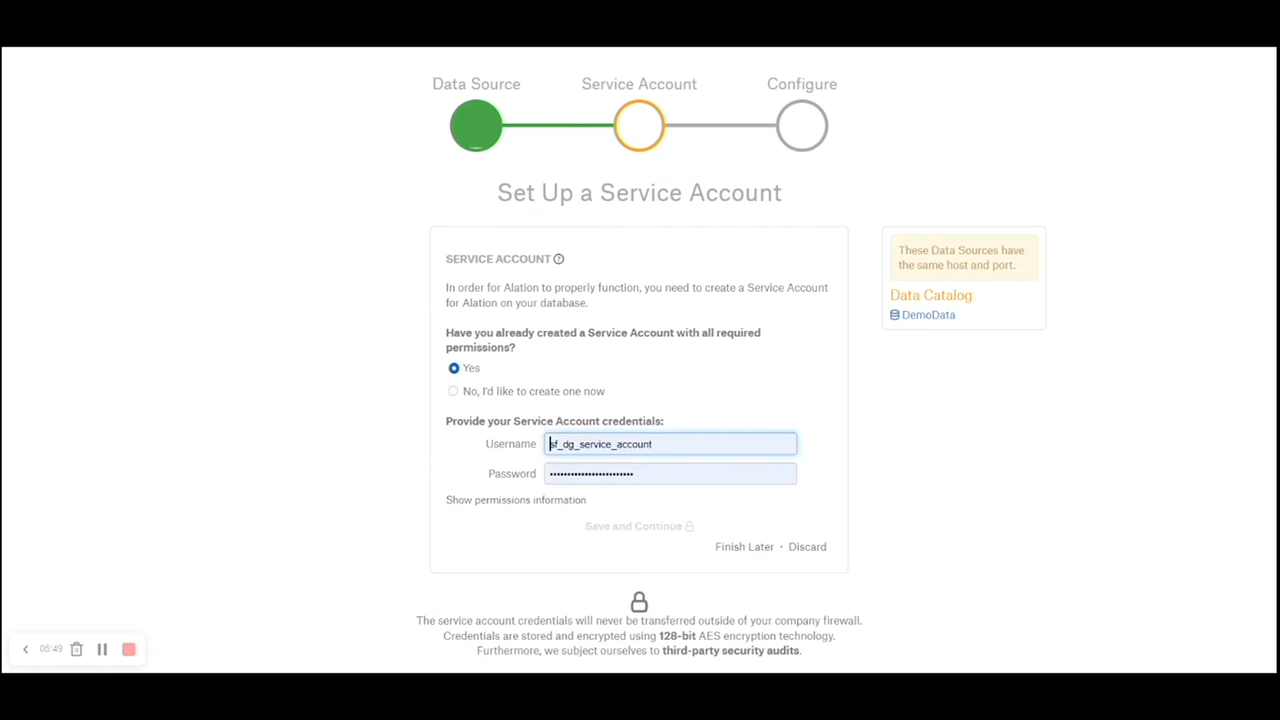 Data Source
Service Account
Configure
Set Up a Service Account
SERVICE ACCOUNT ?
In order for Alation to properly function, you need to create a Service Account
for Alation on your database.
Have you already created a Service Account with all required
permissions?
Yes
No, I'd like to create one now
Provide your Service Account credentials:
Username sf_dg_service_account
Password ••••••••••••••••••••••••
Show permissions information
Save and Continue
Finish Later · Discard
These Data Sources have
the same host and port.
Data Catalog
DemoData
The service account credentials will never be transferred outside of your company firewall.
Credentials are stored and encrypted using 128-bit AES encryption technology.
Furthermore, we subject ourselves to third-party security audits.
05:49